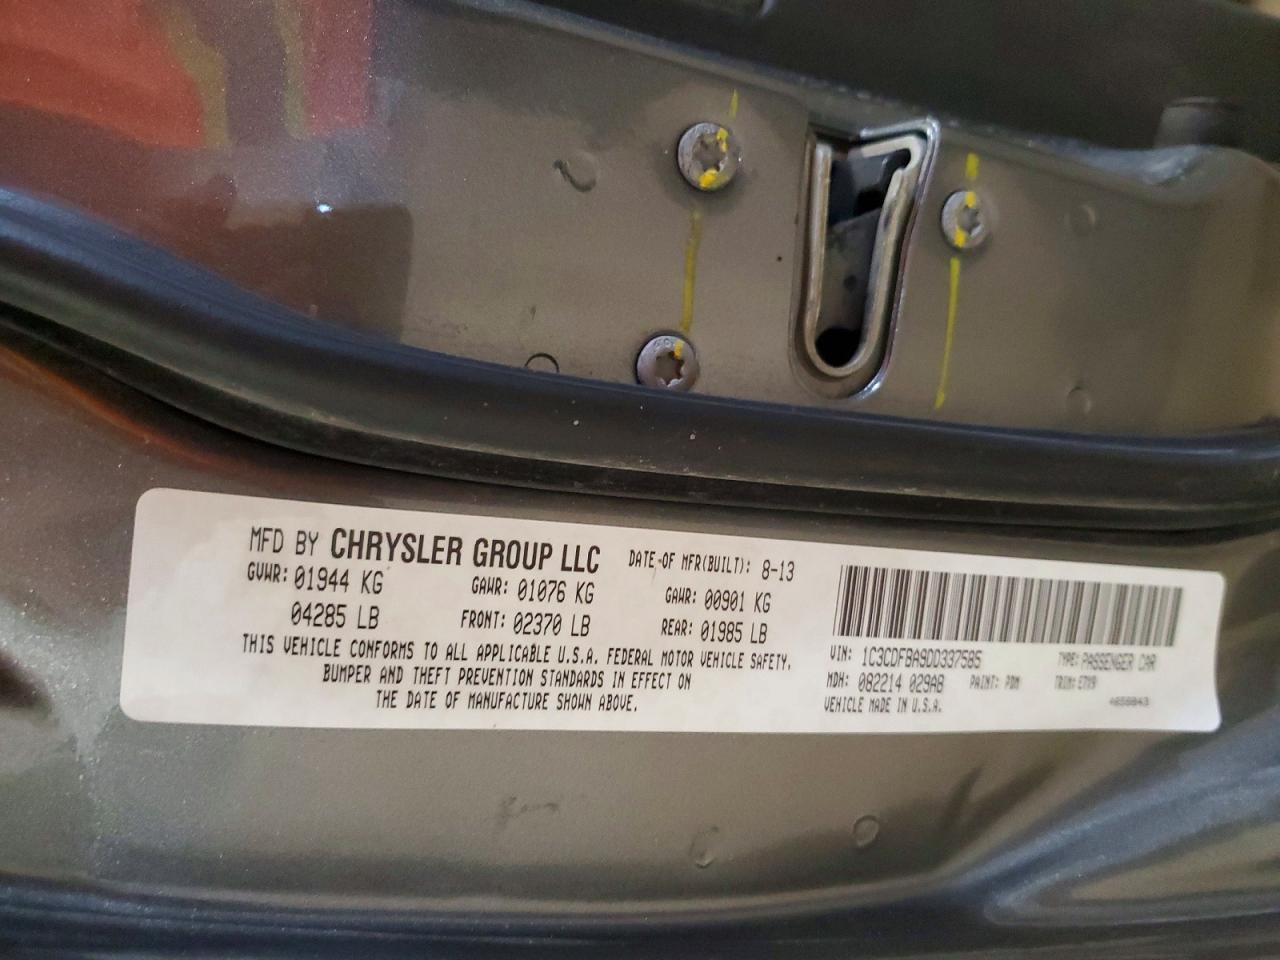 MFD BY CHRYSLER GROUP LLC DATE OF MFR(BUILT): 8-13
GVWR: 01944 KG GAWR: 01076 KG GAWR: 00901 KG
04285 LB FRONT: 02370 LB REAR: 01985 LB
THIS VEHICLE CONFORMS TO ALL APPLICABLE U.S.A. FEDERAL MOTOR VEHICLE SAFETY,
BUMPER AND THEFT PREVENTION STANDARDS IN EFFECT ON
THE DATE OF MANUFACTURE SHOWN ABOVE.
VIN: 1C3CDFBA9DD337585 TYPE: PASSENGER CAR
MDH: 082214 029AB PAINT: PDM TRIM: E7X9
VEHICLE MADE IN U.S.A.